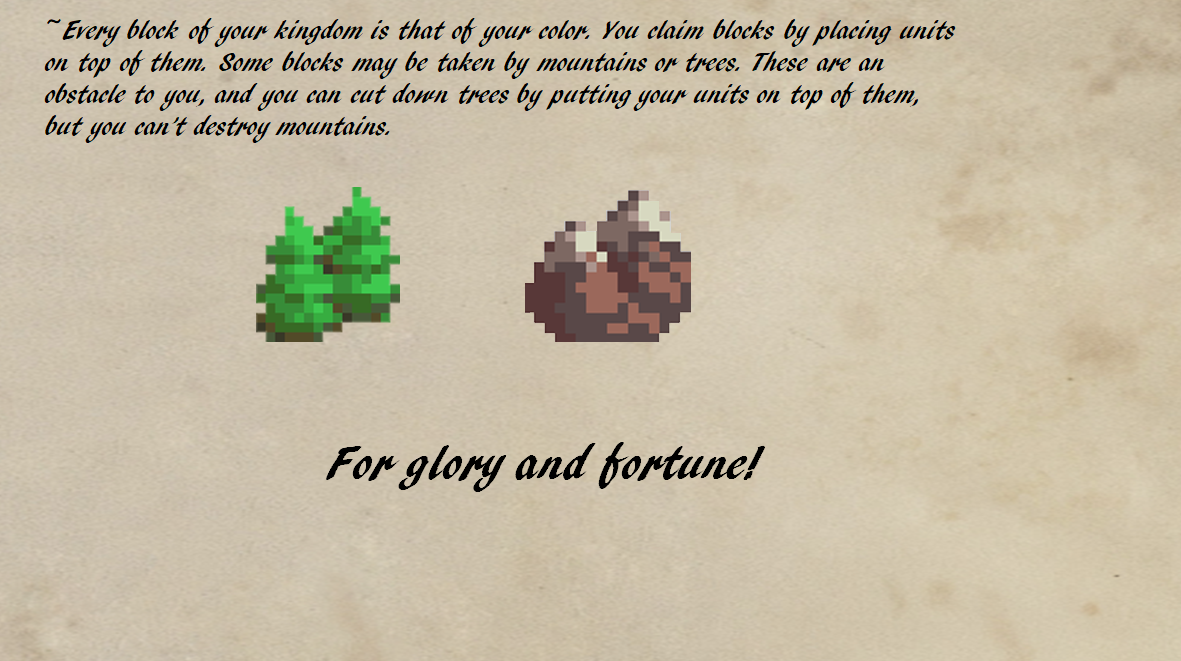 ~Every block of your kingdom is that of your color. You claim blocks by placing units
on top of them. Some blocks may be taken by mountains or trees. These are an
obstacle to you, and you can cut down trees by putting your units on top of them,
but you can't destroy mountains.
For glory and fortune!